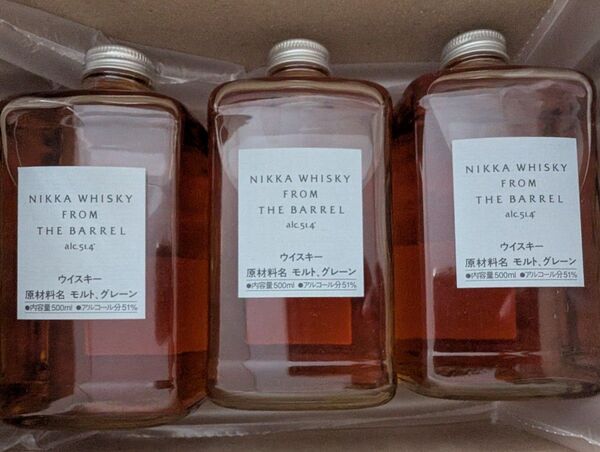 NIKKA WHISKY
FROM
THE BARREL
alc.51.4°
ウイスキー
原材料名 モルト、グレーン
●内容量500ml ●アルコール分51%
NIKKA WHISKY
FROM
THE BARREL
alc.51.4°
ウイスキー
原材料名 モルト、グレーン
●内容量500ml ●アルコール分51%
NIKKA WHISKY
FROM
THE BARREL
alc.51.4°
ウイスキー
原材料名 モルト、グレーン
●内容量500ml ●アルコール分51%